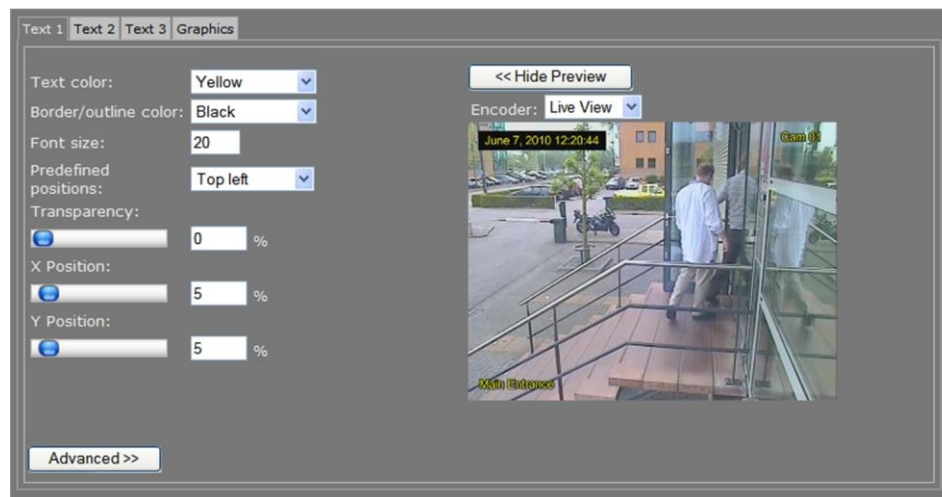 Text 1 Text 2 Text 3 Graphics
Text color: Yellow
<< Hide Preview
Border/outline color: Black
Encoder: Live View
Font size: 20
June 7, 2010 12:20:44
Cam 01
Predefined
positions: Top left
Transparency:
0 %
X Position:
5 %
Y Position:
5 %
Main Entrance
Advanced >>